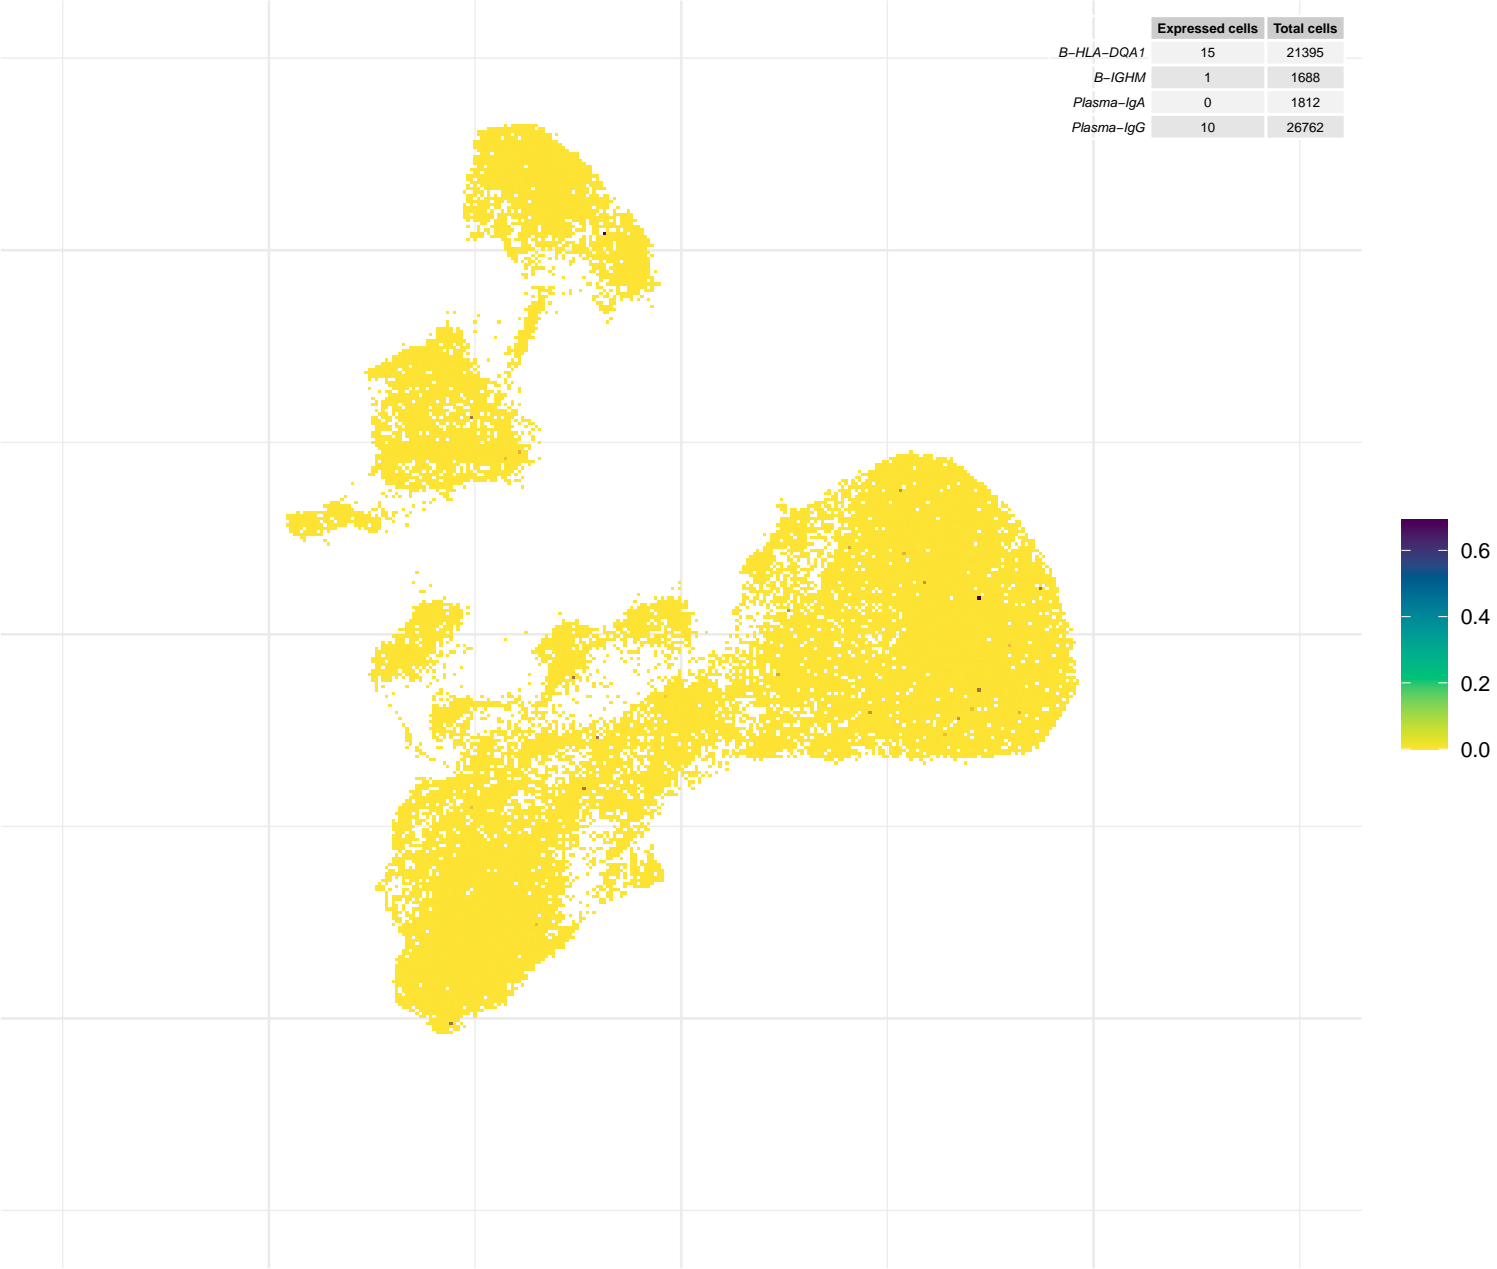 Expressed cells Total cells
B−HLA−DQA1 15 21395
B−IGHM 1 1688
Plasma−IgA 0 1812
Plasma−IgG 10 26762
0.6
0.4
0.2
0.0